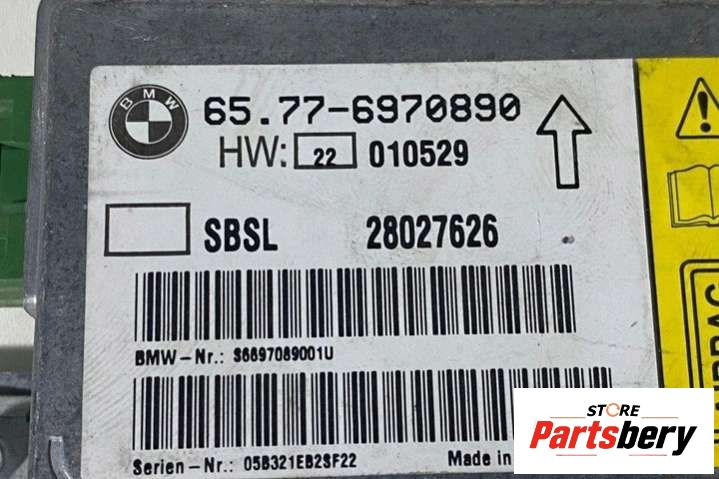 BMW
65.77-6970890
HW: 22 010529
SBSL 28027626
BMW-Nr.: S6697089001U
Serien-Nr.: 05B321EB2SF22 Made in
STORE
Partsbery